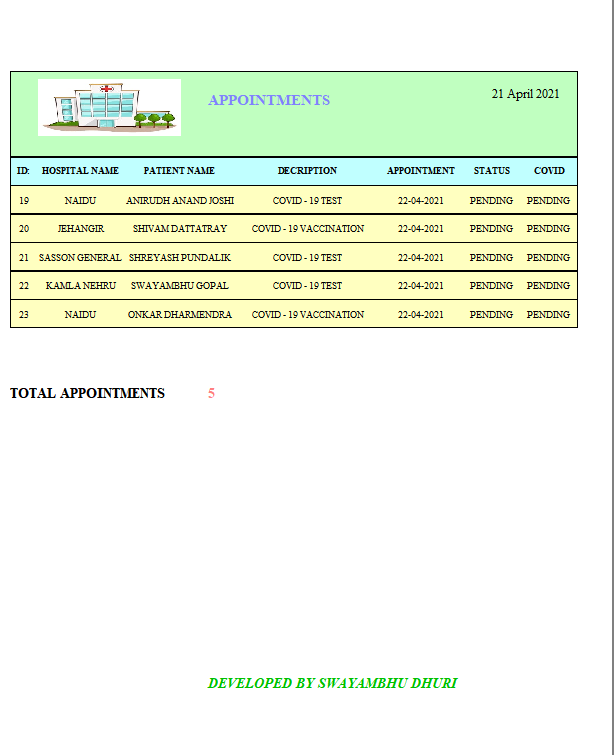 APPOINTMENTS
21 April 2021
ID: HOSPITAL NAME PATIENT NAME DECRIPTION APPOINTMENT STATUS COVID
19 NAIDU ANIRUDH ANAND JOSHI COVID - 19 TEST 22-04-2021 PENDING PENDING
20 JEHANGIR SHIVAM DATTATRAY COVID - 19 VACCINATION 22-04-2021 PENDING PENDING
21 SASSON GENERAL SHREYASH PUNDALIK COVID - 19 TEST 22-04-2021 PENDING PENDING
22 KAMLA NEHRU SWAYAMBHU GOPAL COVID - 19 TEST 22-04-2021 PENDING PENDING
23 NAIDU ONKAR DHARMENDRA COVID - 19 VACCINATION 22-04-2021 PENDING PENDING
TOTAL APPOINTMENTS 5
DEVELOPED BY SWAYAMBHU DHURI